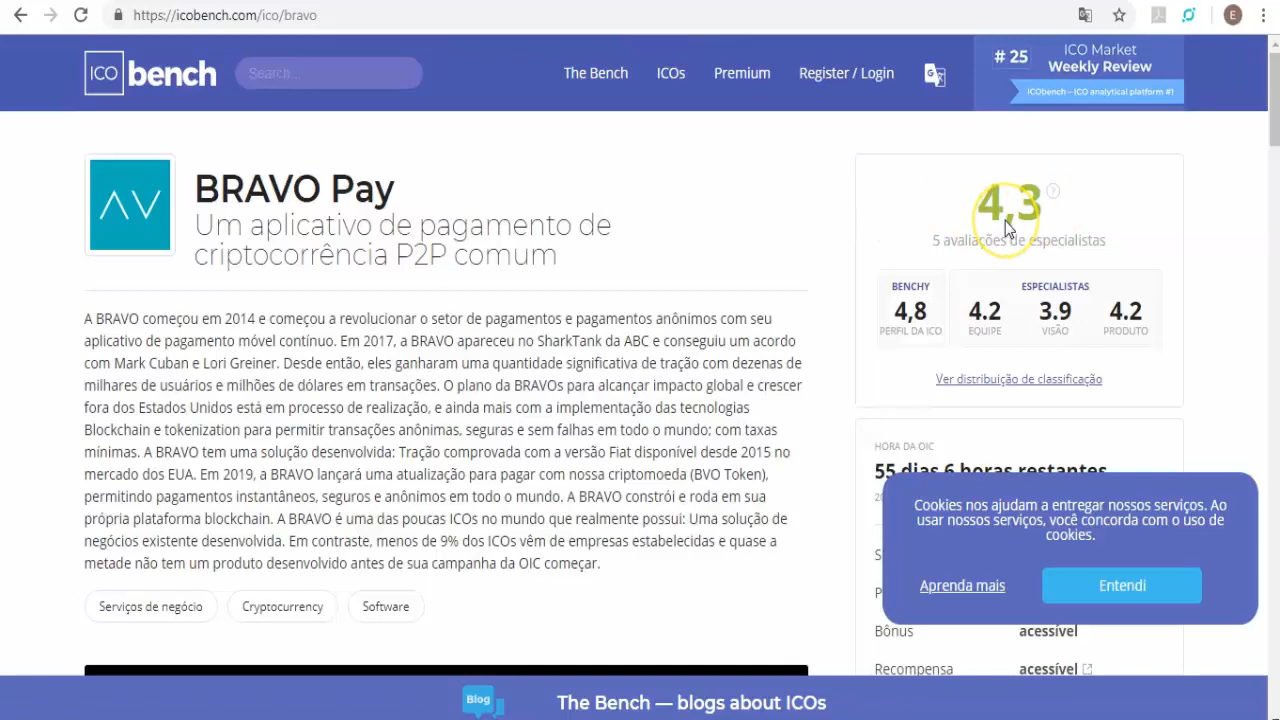 https://icobench.com/ico/bravo
E
ICO bench
Search...
The Bench
ICOs
Premium
Register / Login
# 25
ICO Market
Weekly Review
ICObench – ICO analytical platform #1
BRAVO Pay
Um aplicativo de pagamento de
criptocorrência P2P comum
A BRAVO começou em 2014 e começou a revolucionar o setor de pagamentos e pagamentos anônimos com seu
aplicativo de pagamento móvel contínuo. Em 2017, a BRAVO apareceu no SharkTank da ABC e conseguiu um acordo
com Mark Cuban e Lori Greiner. Desde então, eles ganharam uma quantidade significativa de tração com dezenas de
milhares de usuários e milhões de dólares em transações. O plano da BRAVOs para alcançar impacto global e crescer
fora dos Estados Unidos está em processo de realização, e ainda mais com a implementação das tecnologias
Blockchain e tokenization para permitir transações anônimas, seguras e sem falhas em todo o mundo; com taxas
mínimas. A BRAVO tem uma solução desenvolvida: Tração comprovada com a versão Fiat disponível desde 2015 no
mercado dos EUA. Em 2019, a BRAVO lançará uma atualização para pagar com nossa criptomoeda (BVO Token),
permitindo pagamentos instantâneos, seguros e anônimos em todo o mundo. A BRAVO constrói e roda em sua
própria plataforma blockchain. A BRAVO é uma das poucas ICOs no mundo que realmente possui: Uma solução de
negócios existente desenvolvida. Em contraste, menos de 9% dos ICOs vêm de empresas estabelecidas e quase a
metade não tem um produto desenvolvido antes de sua campanha da OIC começar.
Serviços de negócio
Cryptocurrency
Software
4,3
?
5 avaliações de especialistas
BENCHY
ESPECIALISTAS
4,8
4.2
3.9
4.2
PERFIL DA ICO
EQUIPE
VISÃO
PRODUTO
Ver distribuição de classificação
HORA DA OIC
55 dias 6 horas restantes
Cookies nos ajudam a entregar nossos serviços. Ao
usar nossos serviços, você concorda com o uso de
cookies.
Aprenda mais
Entendi
Bônus
acessível
Recompensa
acessível
Blog
The Bench — blogs about ICOs